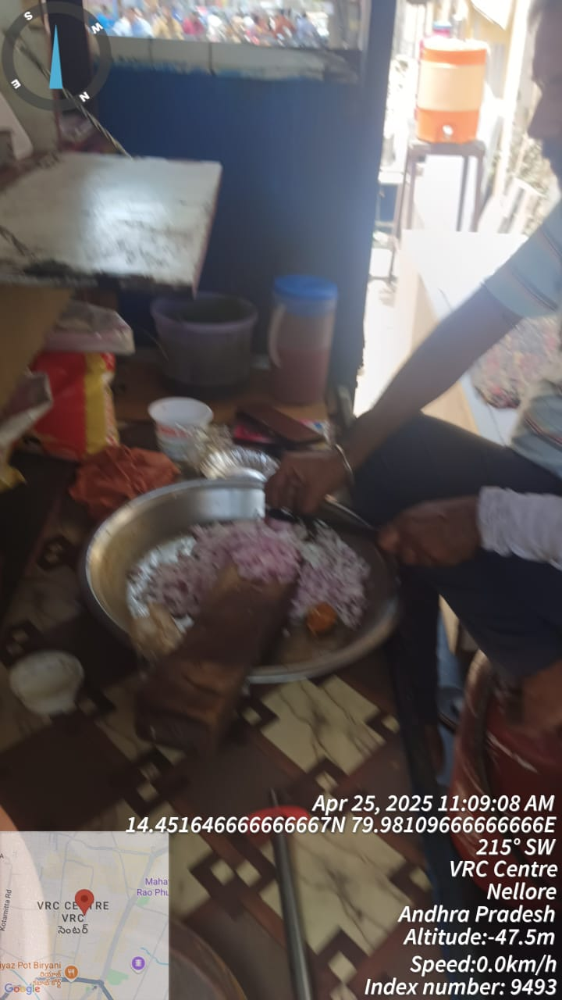 S
W
E
N
Apr 25, 2025 11:09:08 AM
14.451646666666667N 79.98109666666666E
215° SW
VRC Centre
Nellore
Andhra Pradesh
Altitude:-47.5m
Speed:0.0km/h
Index number: 9493
Kotamitta Rd
Maha
Rao Phu
VRC CENTRE
VRC
సెంటర్
iyaz Pot Biryani
రియాజ్
Google